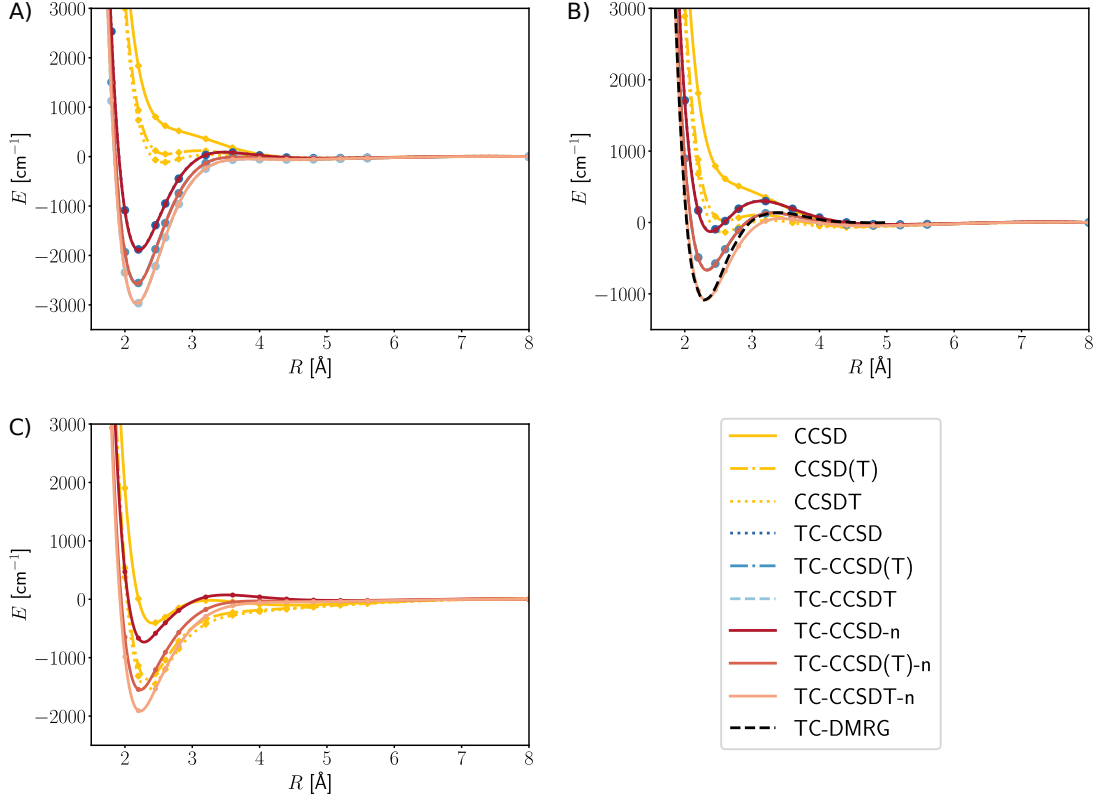 A)
3000
2000
1000
0
−1000
−2000
−3000
E [cm−1]
2 3 4 5 6 7 8
R [Å]
B)
3000
2000
1000
0
−1000
E [cm−1]
2 3 4 5 6 7 8
R [Å]
C)
3000
2000
1000
0
−1000
−2000
E [cm−1]
2 3 4 5 6 7 8
R [Å]
CCSD
CCSD(T)
CCSDT
TC-CCSD
TC-CCSD(T)
TC-CCSDT
TC-CCSD-n
TC-CCSD(T)-n
TC-CCSDT-n
TC-DMRG